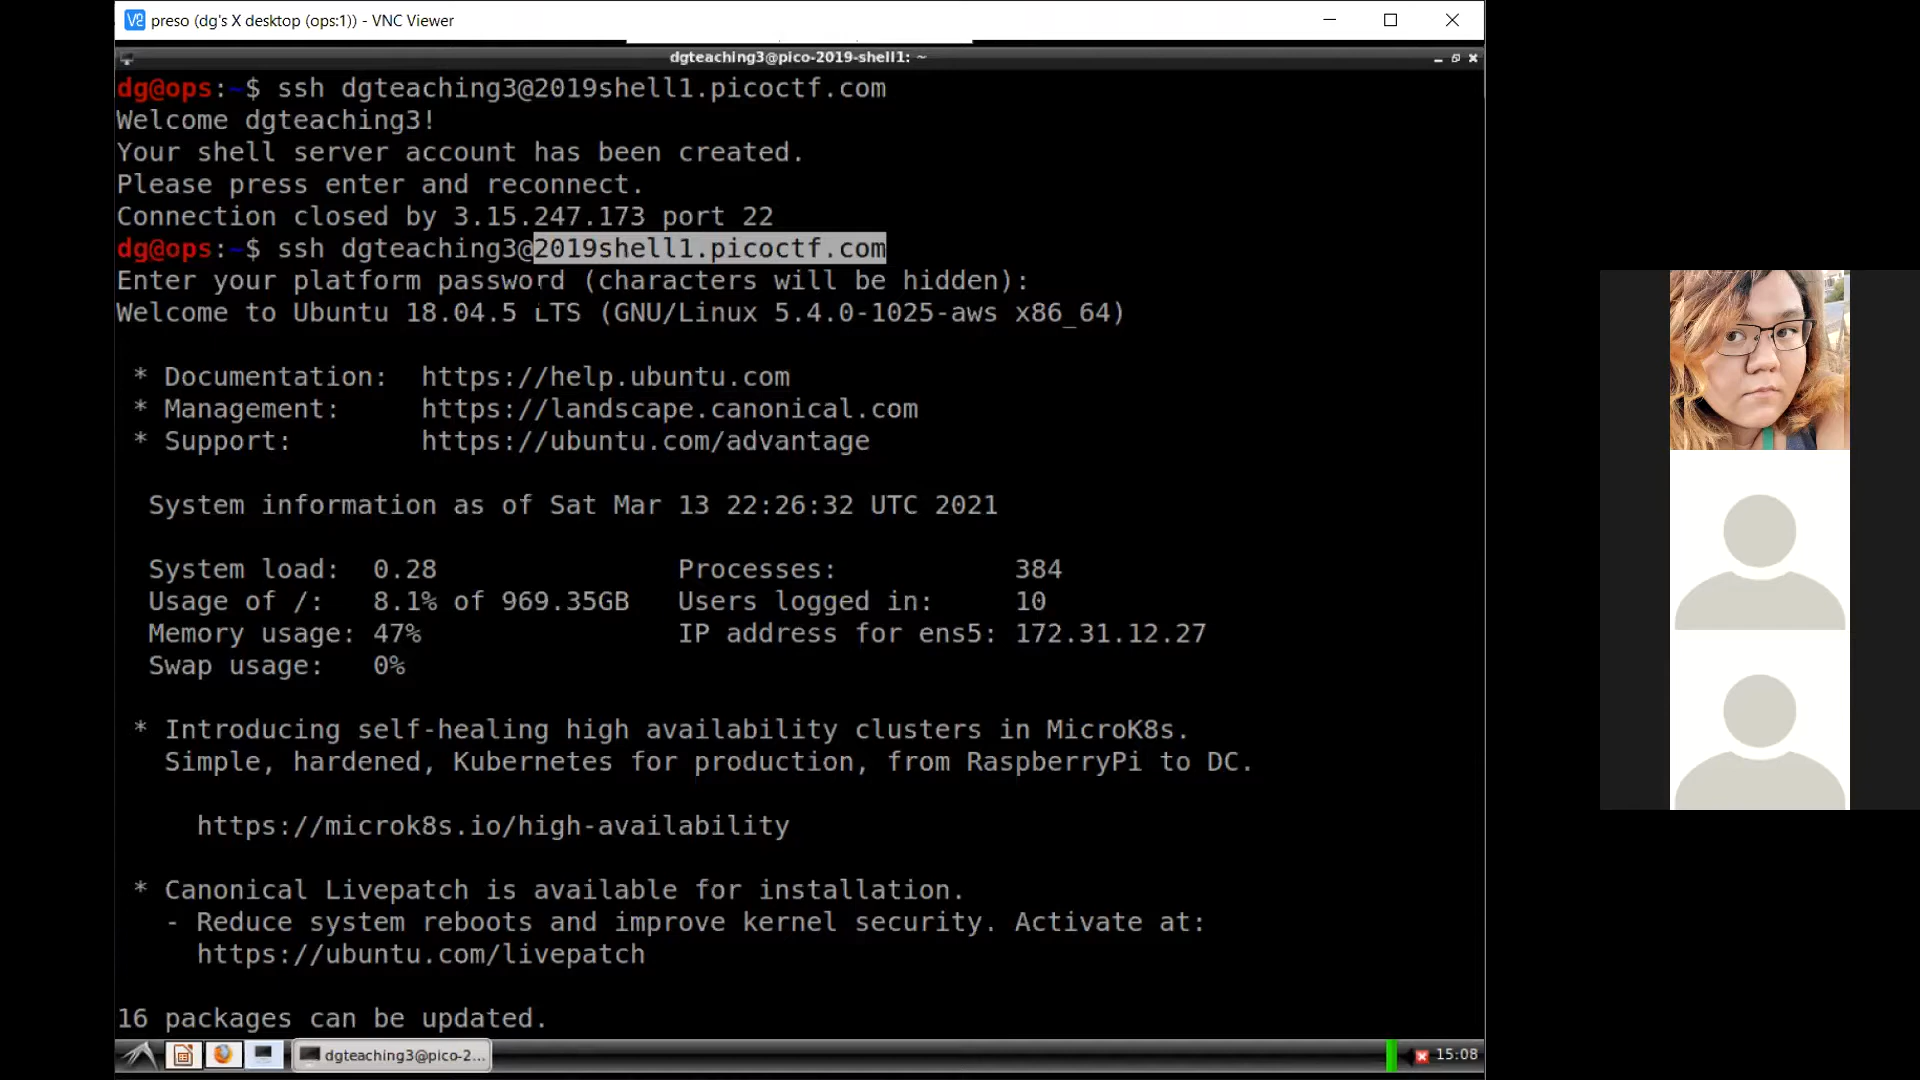 preso (dg's X desktop (ops:1)) - VNC Viewer
dgteaching3@pico-2019-shell1: ~
dg@ops:~$ ssh dgteaching3@2019shell1.picoctf.com
Welcome dgteaching3!
Your shell server account has been created.
Please press enter and reconnect.
Connection closed by 3.15.247.173 port 22
dg@ops:~$ ssh dgteaching3@2019shell1.picoctf.com
Enter your platform password (characters will be hidden):
Welcome to Ubuntu 18.04.5 LTS (GNU/Linux 5.4.0-1025-aws x86_64)
* Documentation: https://help.ubuntu.com
* Management: https://landscape.canonical.com
* Support: https://ubuntu.com/advantage
System information as of Sat Mar 13 22:26:32 UTC 2021
System load: 0.28 Processes: 384
Usage of /: 8.1% of 969.35GB Users logged in: 10
Memory usage: 47% IP address for ens5: 172.31.12.27
Swap usage: 0%
* Introducing self-healing high availability clusters in MicroK8s.
Simple, hardened, Kubernetes for production, from RaspberryPi to DC.
https://microk8s.io/high-availability
* Canonical Livepatch is available for installation.
- Reduce system reboots and improve kernel security. Activate at:
https://ubuntu.com/livepatch
16 packages can be updated.
dgteaching3@pico-2... 15:08